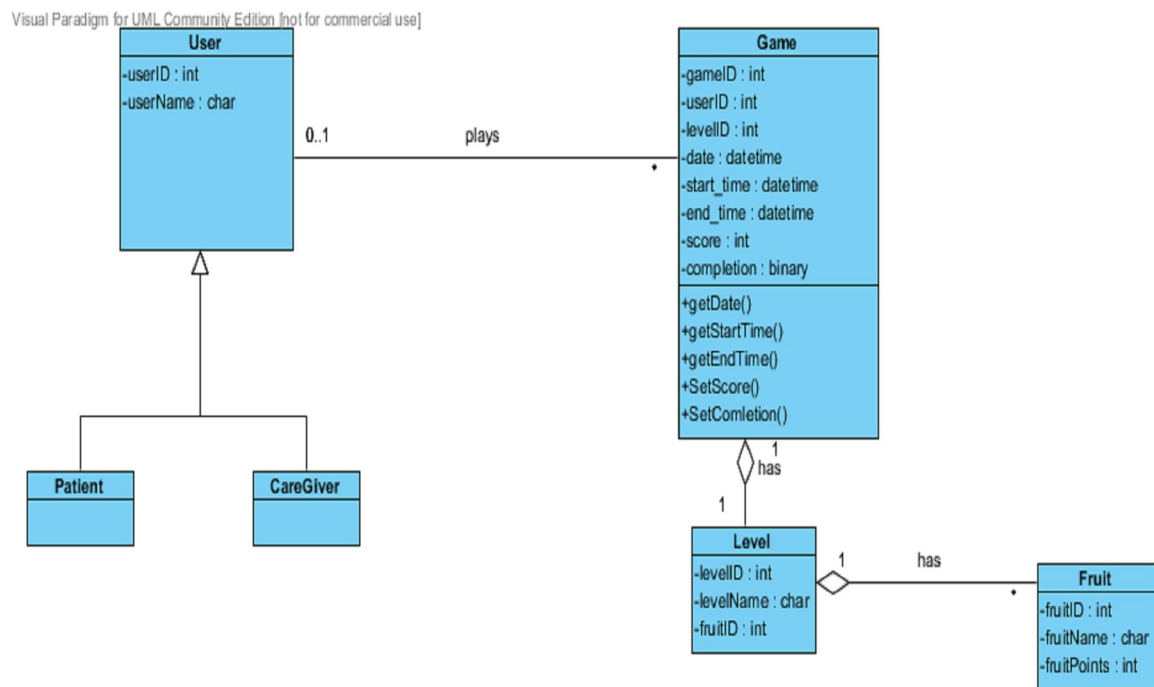 Visual Paradigm for UML Community Edition [not for commercial use]
User
-userID : int
-userName : char
0..1
plays
*
Game
-gameID : int
-userID : int
-levelID : int
-date : datetime
-start_time : datetime
-end_time : datetime
-score : int
-completion : binary
+getDate()
+getStartTime()
+getEndTime()
+SetScore()
+SetComletion()
Patient
CareGiver
1
has
1
Level
-levelID : int
-levelName : char
-fruitID : int
1
has
*
Fruit
-fruitID : int
-fruitName : char
-fruitPoints : int